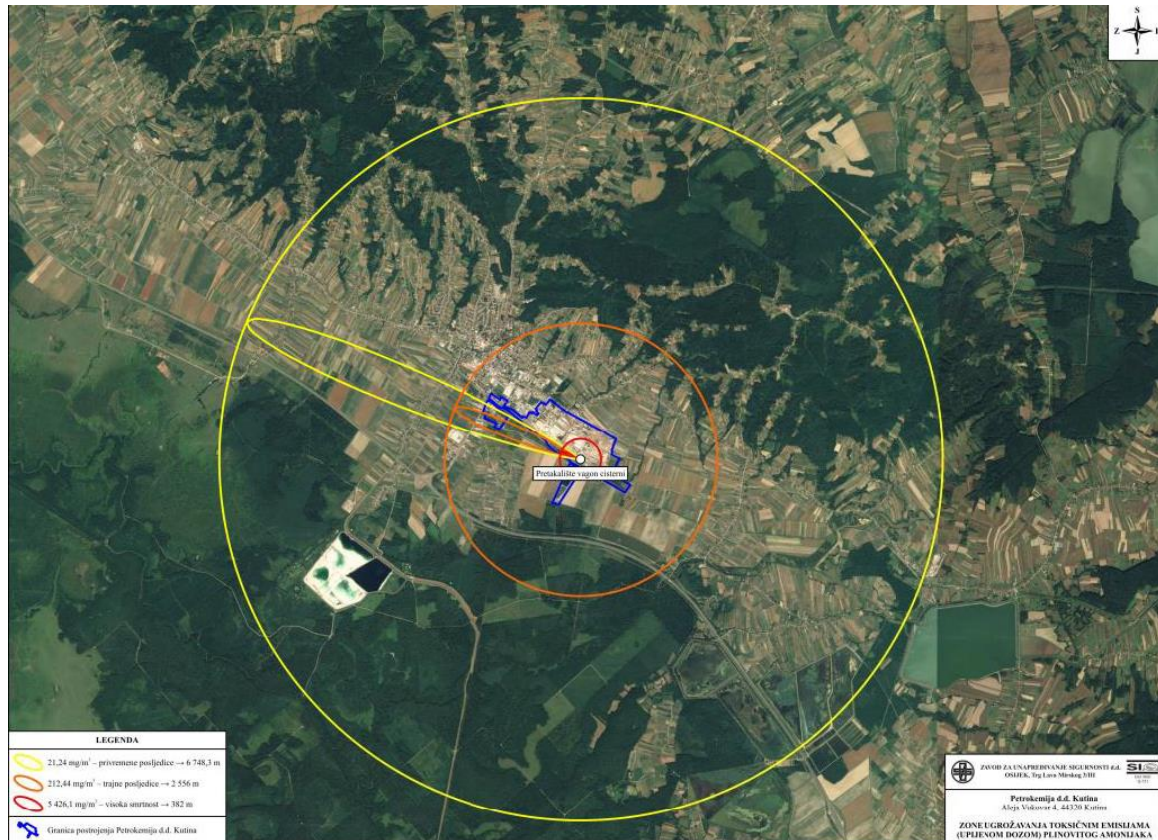 S
Z
J
Pretakalište vagon cisterni
LEGENDA
21,24 mg/m³ – privremene posljedice → 6 748,3 m
212,44 mg/m³ – trajne posljedice → 2 556 m
5 426,1 mg/m³ – visoka smrtnost → 382 m
Granica postrojenja Petrokemija d.d. Kutina
ZAVOD ZA UNAPREĐIVANJE SIGURNOSTI d.d.
OSIJEK, Trg Lava Mirskog 3/III
Petrokemija d.d. Kutina
Aleja Vukovar 4, 44320 Kutina
ZONE UGROŽAVANJA TOKSIČNIM EMISIJAMA
(UPIJENOM DOZOM) PLINOVITOG AMONIJAKA